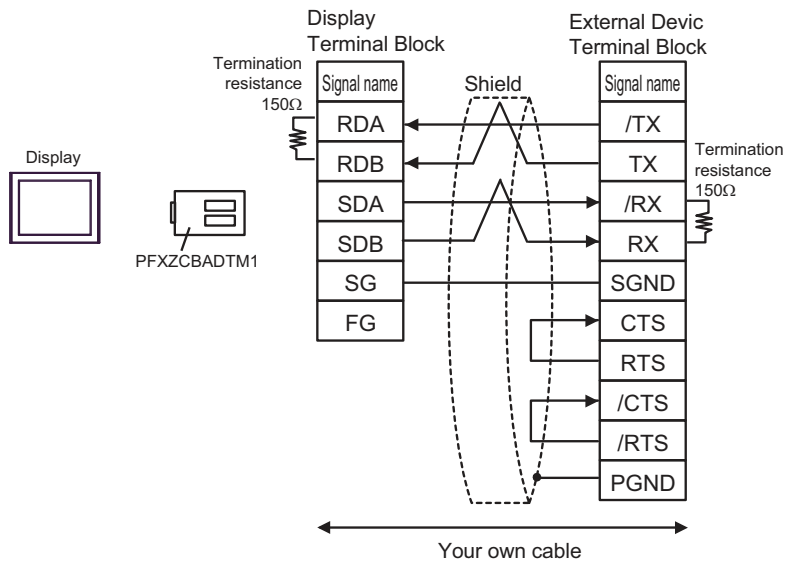 Display
Terminal Block
External Devic
Terminal Block
Termination
resistance
150Ω
Signal name
Shield
Signal name
RDA
/TX
RDB
TX
Termination
resistance
150Ω
Display
SDA
/RX
SDB
RX
PFXZCBADTM1
SG
SGND
FG
CTS
RTS
/CTS
/RTS
PGND
Your own cable